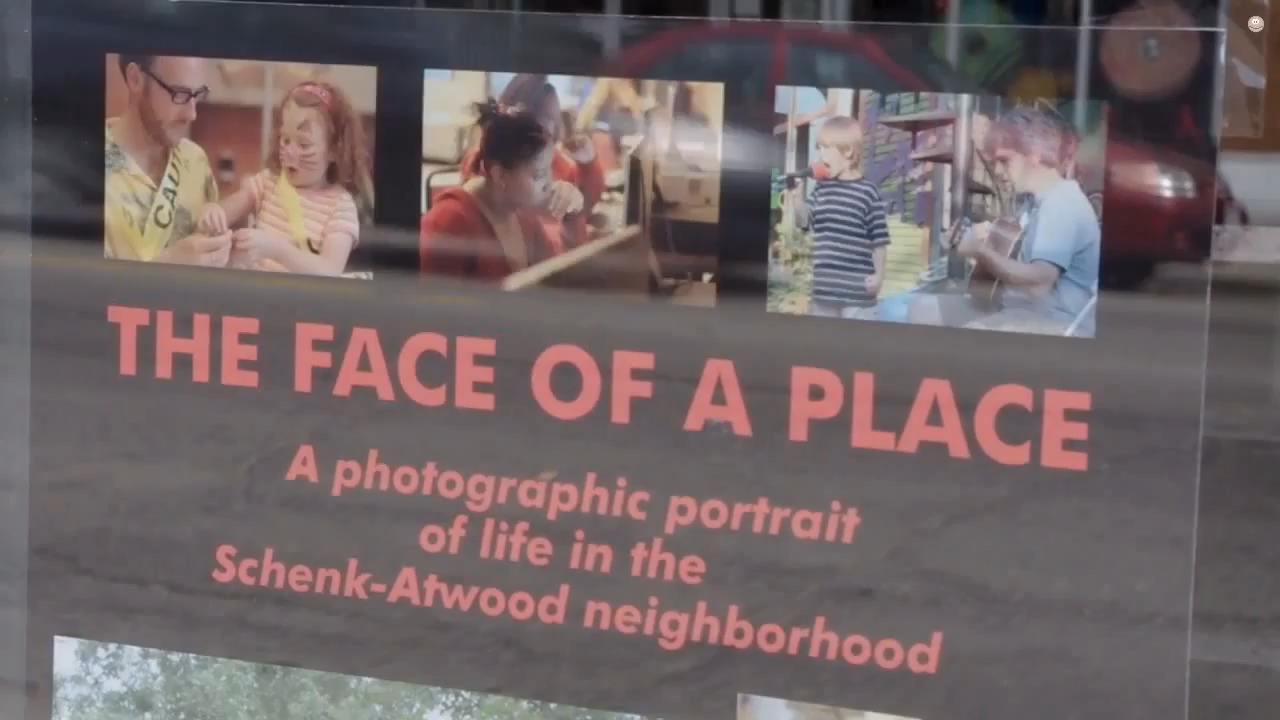 THE FACE OF A PLACE
A photographic portrait
of life in the
Schenk-Atwood neighborhood